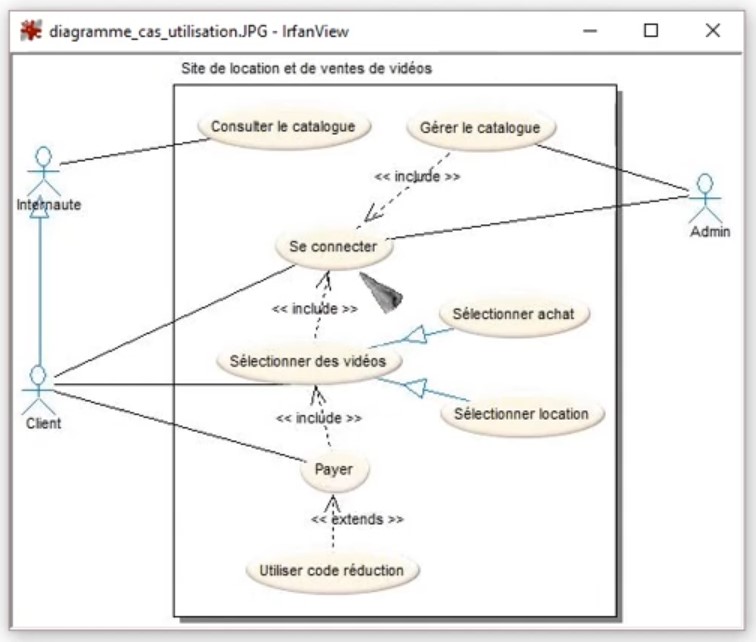 diagramme_cas_utilisation.JPG - IrfanView
Site de location et de ventes de vidéos
Consulter le catalogue
Gérer le catalogue
<< include >>
Internaute
Admin
Se connecter
<< include >>
Sélectionner achat
Sélectionner des vidéos
Sélectionner location
<< include >>
Client
Payer
<< extends >>
Utiliser code réduction